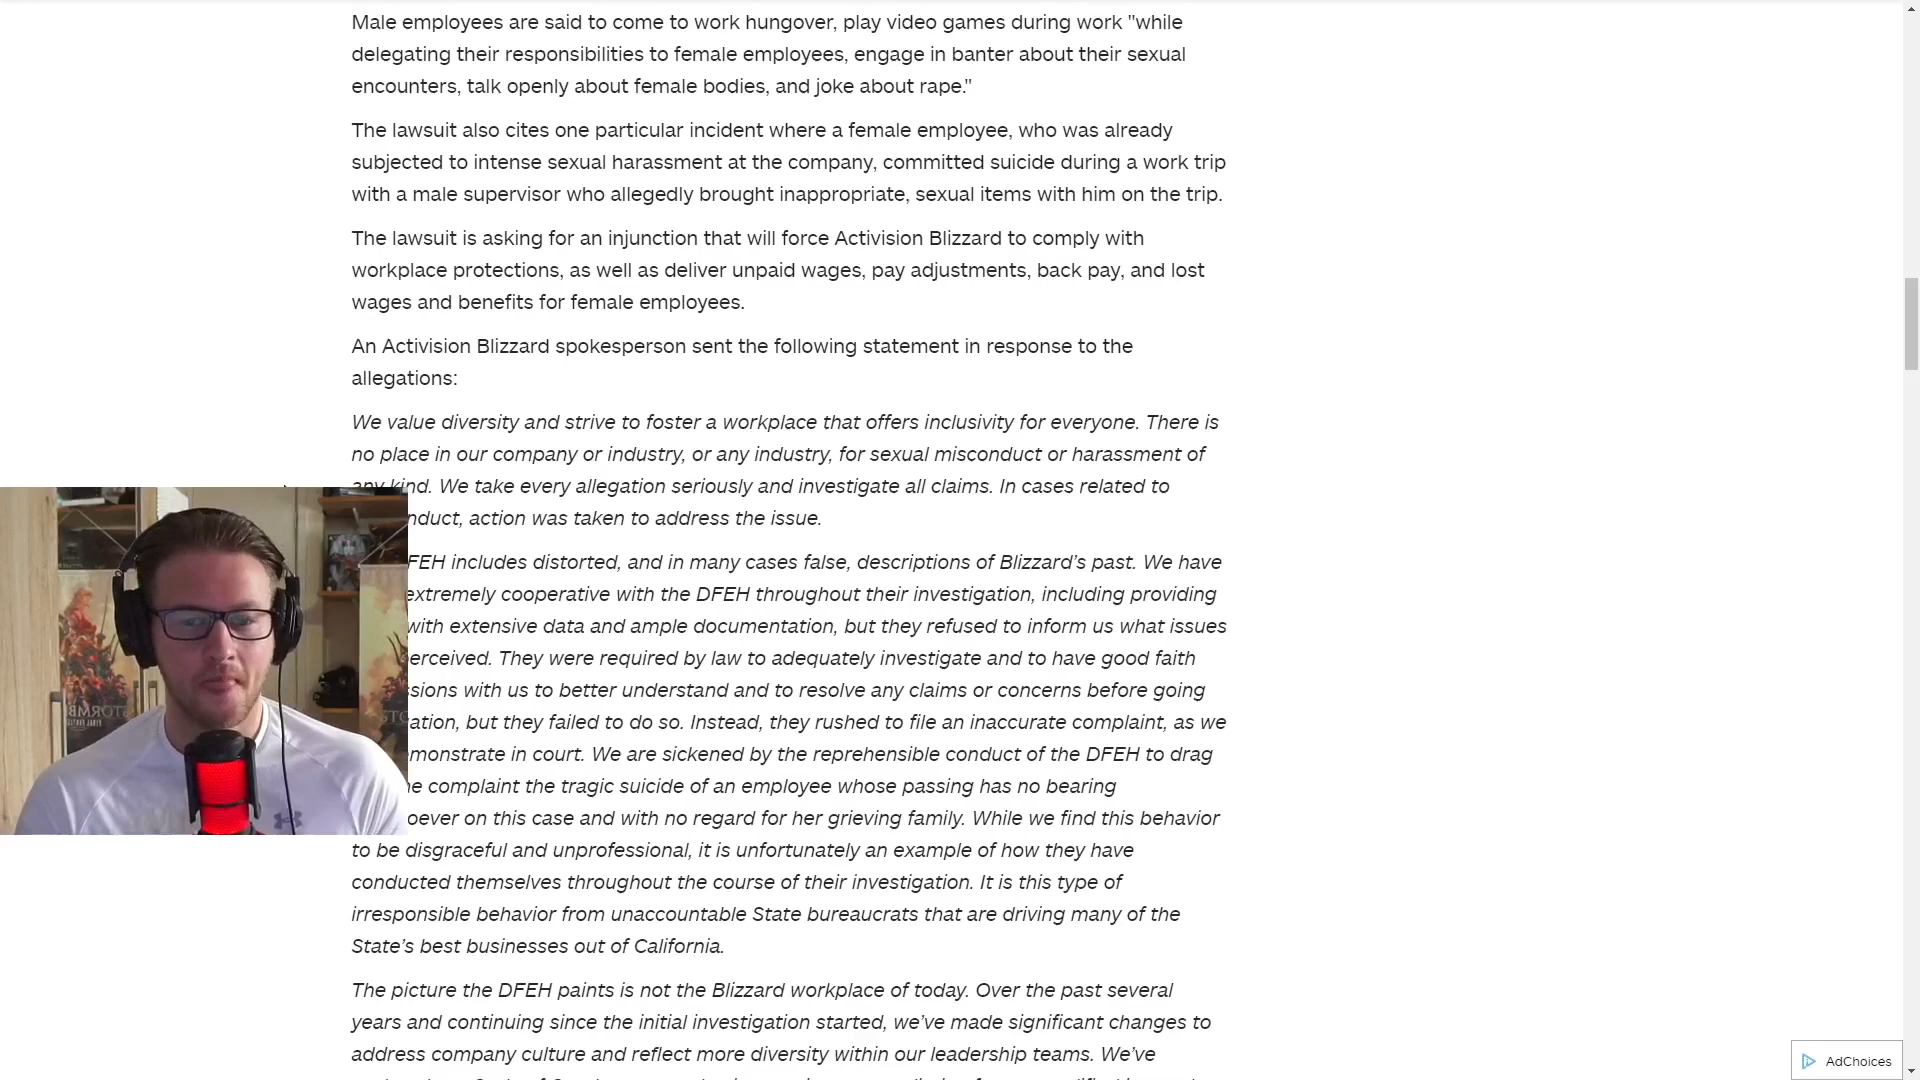 Male employees are said to come to work hungover, play video games during work "while
delegating their responsibilities to female employees, engage in banter about their sexual
encounters, talk openly about female bodies, and joke about rape."
The lawsuit also cites one particular incident where a female employee, who was already
subjected to intense sexual harassment at the company, committed suicide during a work trip
with a male supervisor who allegedly brought inappropriate, sexual items with him on the trip.
The lawsuit is asking for an injunction that will force Activision Blizzard to comply with
workplace protections, as well as deliver unpaid wages, pay adjustments, back pay, and lost
wages and benefits for female employees.
An Activision Blizzard spokesperson sent the following statement in response to the
allegations:
We value diversity and strive to foster a workplace that offers inclusivity for everyone. There is
no place in our company or industry, or any industry, for sexual misconduct or harassment of
any kind. We take every allegation seriously and investigate all claims. In cases related to
nduct, action was taken to address the issue.
FEH includes distorted, and in many cases false, descriptions of Blizzard's past. We have
extremely cooperative with the DFEH throughout their investigation, including providing
with extensive data and ample documentation, but they refused to inform us what issues
erceived. They were required by law to adequately investigate and to have good faith
sions with us to better understand and to resolve any claims or concerns before going
ation, but they failed to do so. Instead, they rushed to file an inaccurate complaint, as we
monstrate in court. We are sickened by the reprehensible conduct of the DFEH to drag
e complaint the tragic suicide of an employee whose passing has no bearing
oever on this case and with no regard for her grieving family. While we find this behavior
to be disgraceful and unprofessional, it is unfortunately an example of how they have
conducted themselves throughout the course of their investigation. It is this type of
irresponsible behavior from unaccountable State bureaucrats that are driving many of the
State's best businesses out of California.
The picture the DFEH paints is not the Blizzard workplace of today. Over the past several
years and continuing since the initial investigation started, we've made significant changes to
address company culture and reflect more diversity within our leadership teams. We've
AdChoices